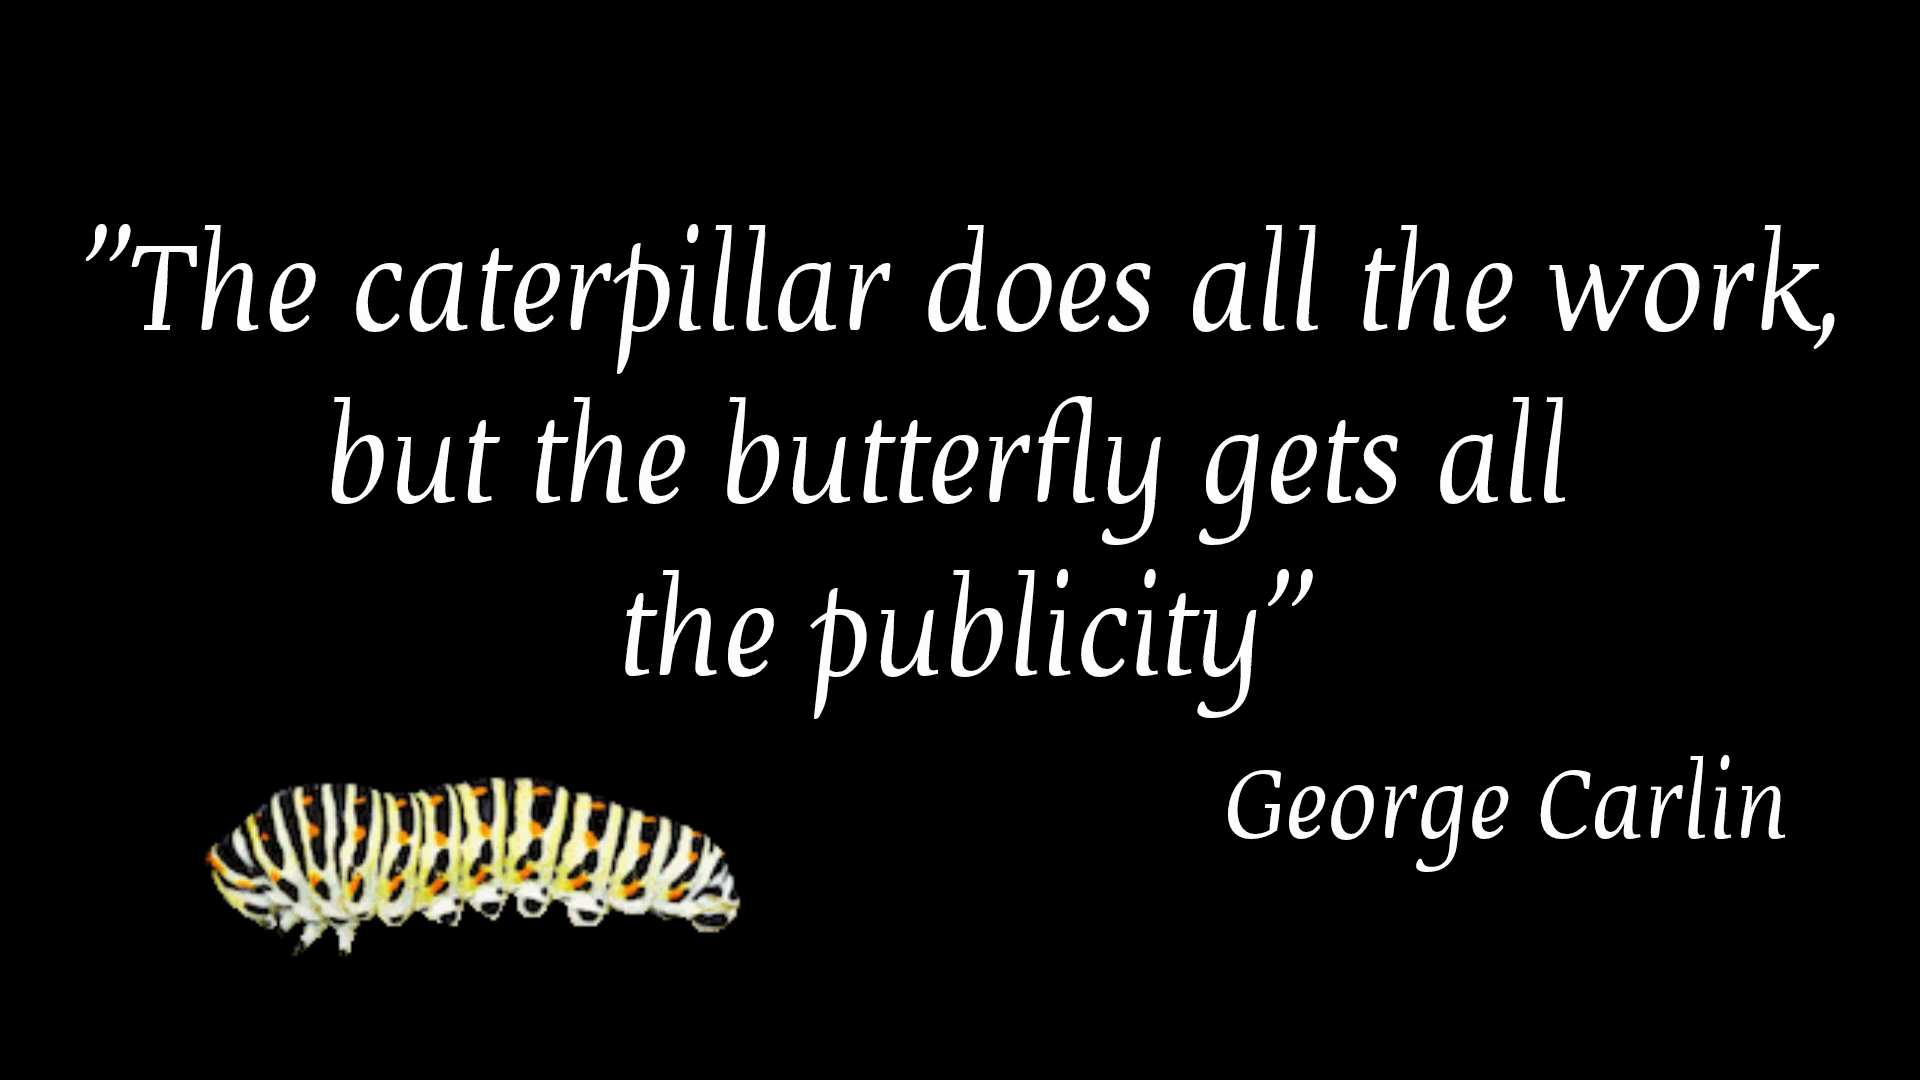 ”The caterpillar does all the work,
but the butterfly gets all
the publicity”
George Carlin